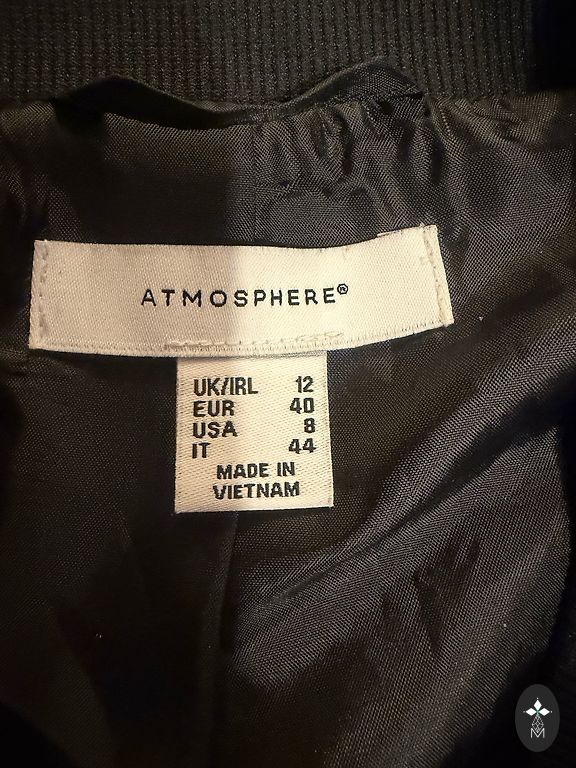 ATMOSPHERE®
UK/IRL 12
EUR 40
USA 8
IT 44
MADE IN
VIETNAM
M